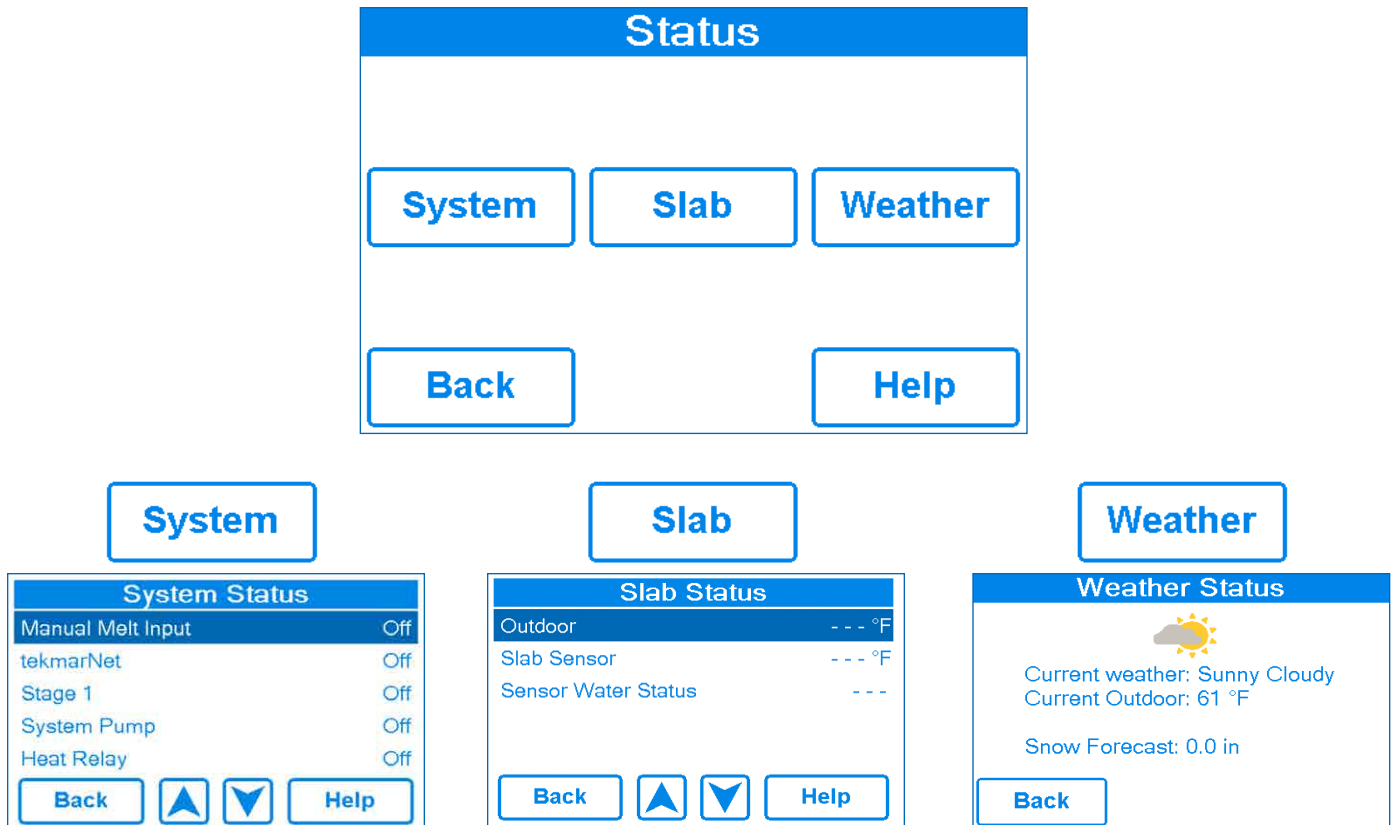 Status
System Slab Weather
Back Help
System
Slab
Weather
System Status
Manual Melt Input Off
tekmarNet Off
Stage 1 Off
System Pump Off
Heat Relay Off
Back Help
Slab Status
Outdoor - - - °F
Slab Sensor - - - °F
Sensor Water Status - - -
Back Help
Weather Status
Current weather: Sunny Cloudy
Current Outdoor: 61 °F
Snow Forecast: 0.0 in
Back